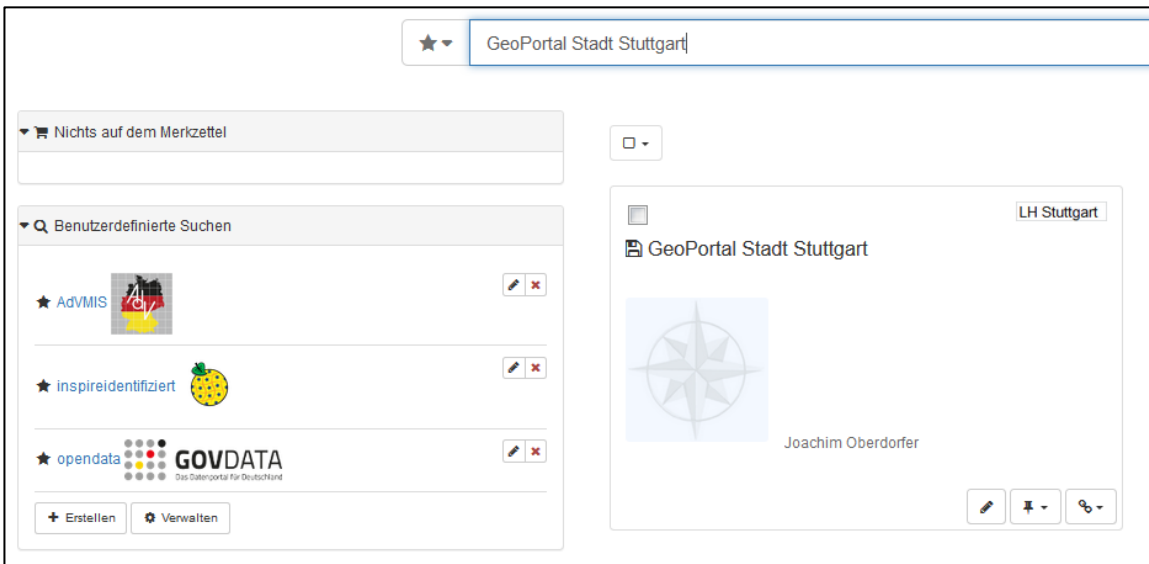 GeoPortal Stadt Stuttgart
Nichts auf dem Merkzettel
Benutzerdefinierte Suchen
AdVMIS
AdV
inspireidentifiziert
opendata
GOVDATA
Das Datenportal für Deutschland
Erstellen
Verwalten
LH Stuttgart
GeoPortal Stadt Stuttgart
Joachim Oberdorfer